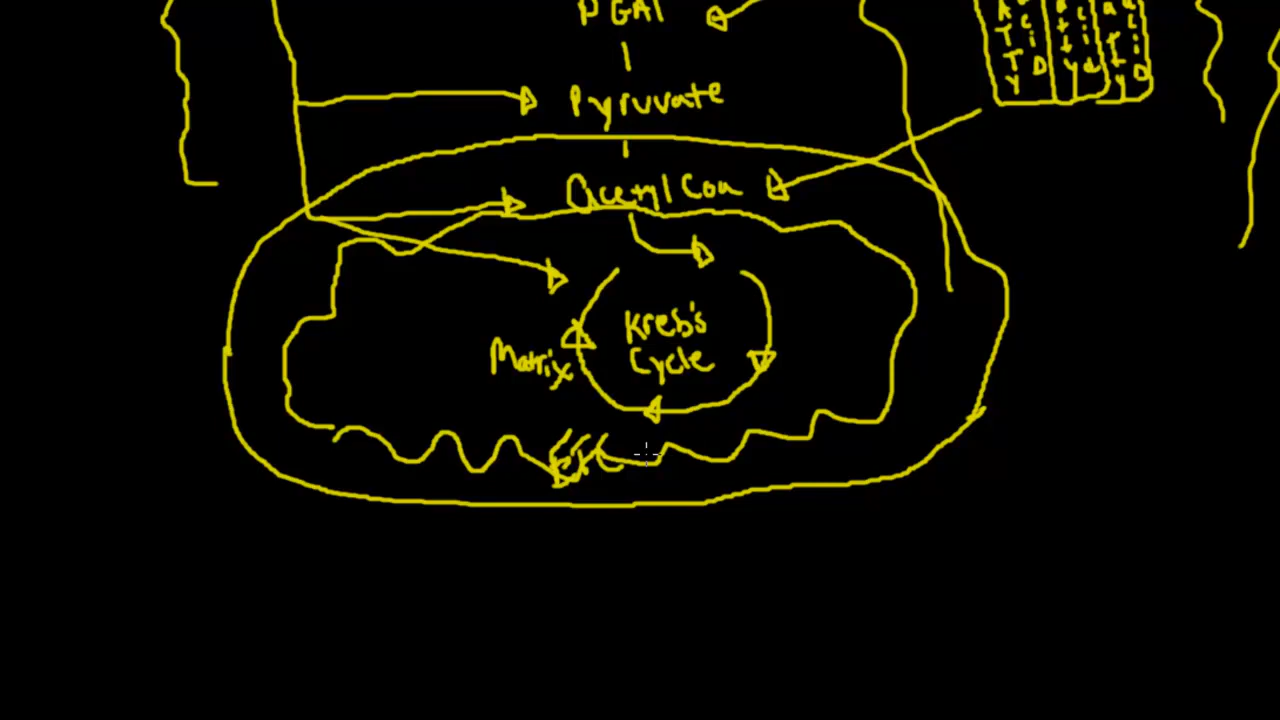 PGAl
Pyruvate
acetyl Coa
Kreb's
Cycle
Matrix
ETC